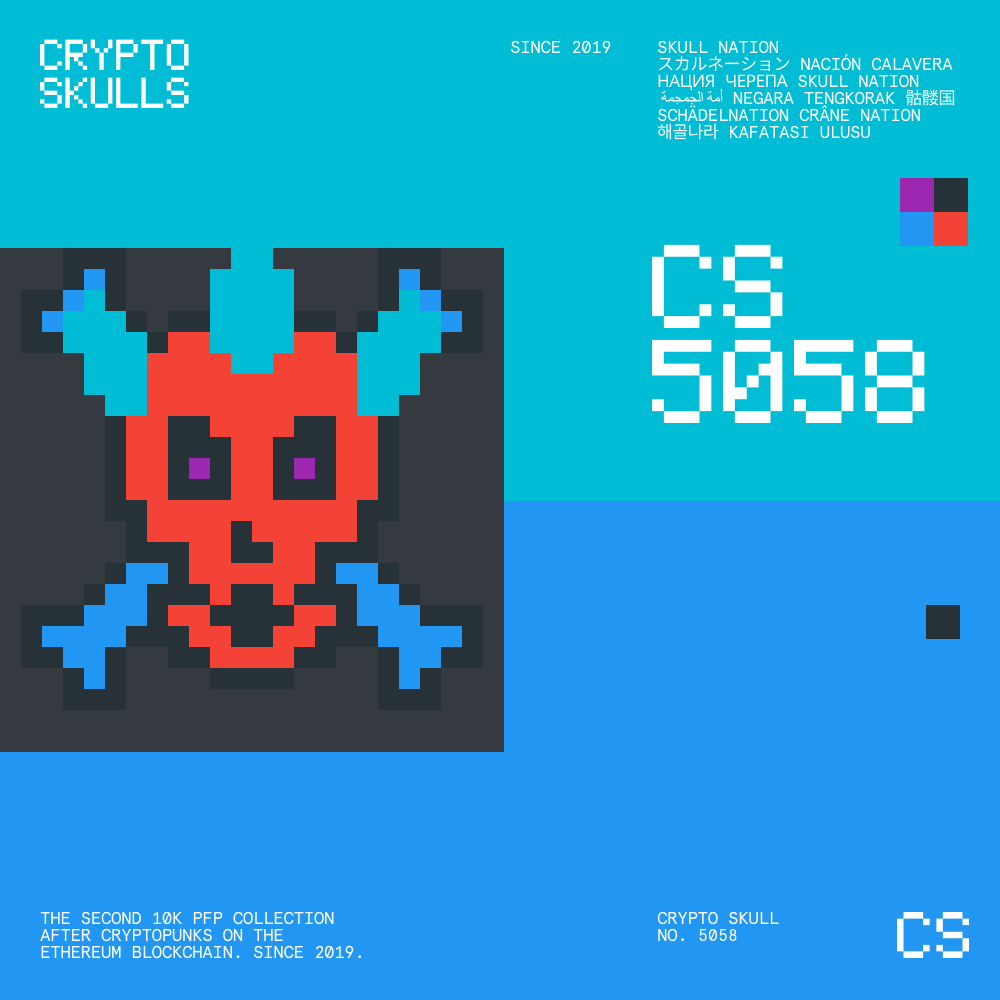 CRYPTO
SKULLS
SINCE 2019
SKULL NATION
スカルネーション NACIÓN CALAVERA
НАЦИЯ ЧЕРЕПА SKULL NATION
أمة الجمجمة NEGARA TENGKORAK 骷髅国
SCHÄDELNATION CRÂNE NATION
해골나라 KAFATASI ULUSU
CS
5058
THE SECOND 10K PFP COLLECTION
AFTER CRYPTOPUNKS ON THE
ETHEREUM BLOCKCHAIN. SINCE 2019.
CRYPTO SKULL
NO. 5058
CS